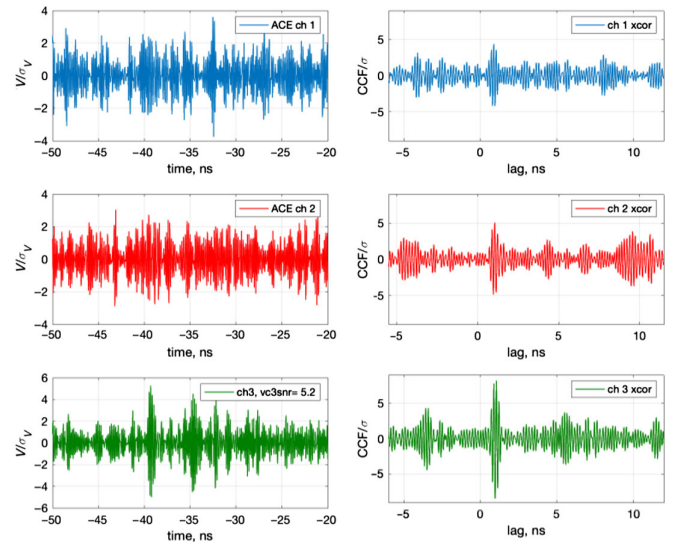 4
2
0
−2
−4
V/σV
ACE ch 1
−50 −45 −40 −35 −30 −25 −20
time, ns
5
0
−5
CCF/σ
ch 1 xcor
−5 0 5 10
lag, ns
4
2
0
−2
−4
V/σV
ACE ch 2
−50 −45 −40 −35 −30 −25 −20
time, ns
5
0
−5
CCF/σ
ch 2 xcor
−5 0 5 10
lag, ns
6
4
2
0
−2
−4
−6
V/σV
ch3, vc3snr= 5.2
−50 −45 −40 −35 −30 −25 −20
time, ns
5
0
−5
CCF/σ
ch 3 xcor
−5 0 5 10
lag, ns